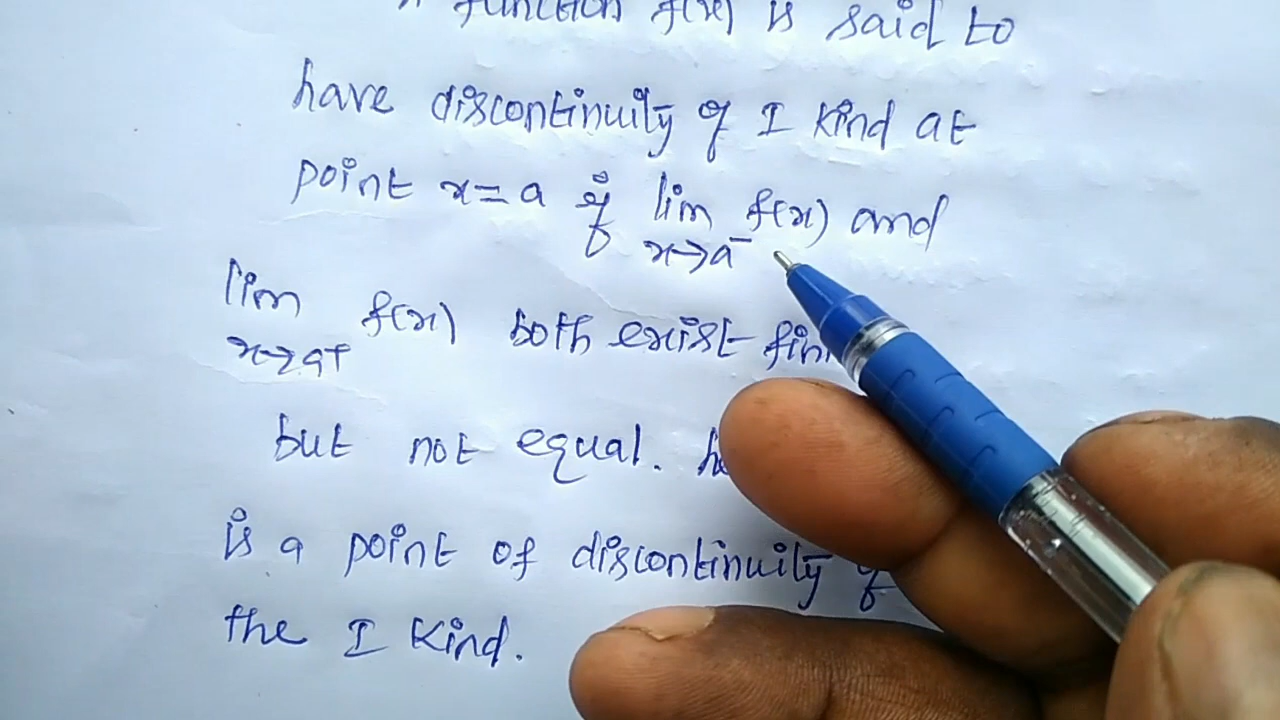 function f(x) is said to
have discontinuity of I kind at
point x=a if lim f(x) and
x→a⁻
lim f(x) both exist
x→a+
but not equal.
is a point of discontinuity of
the I kind.